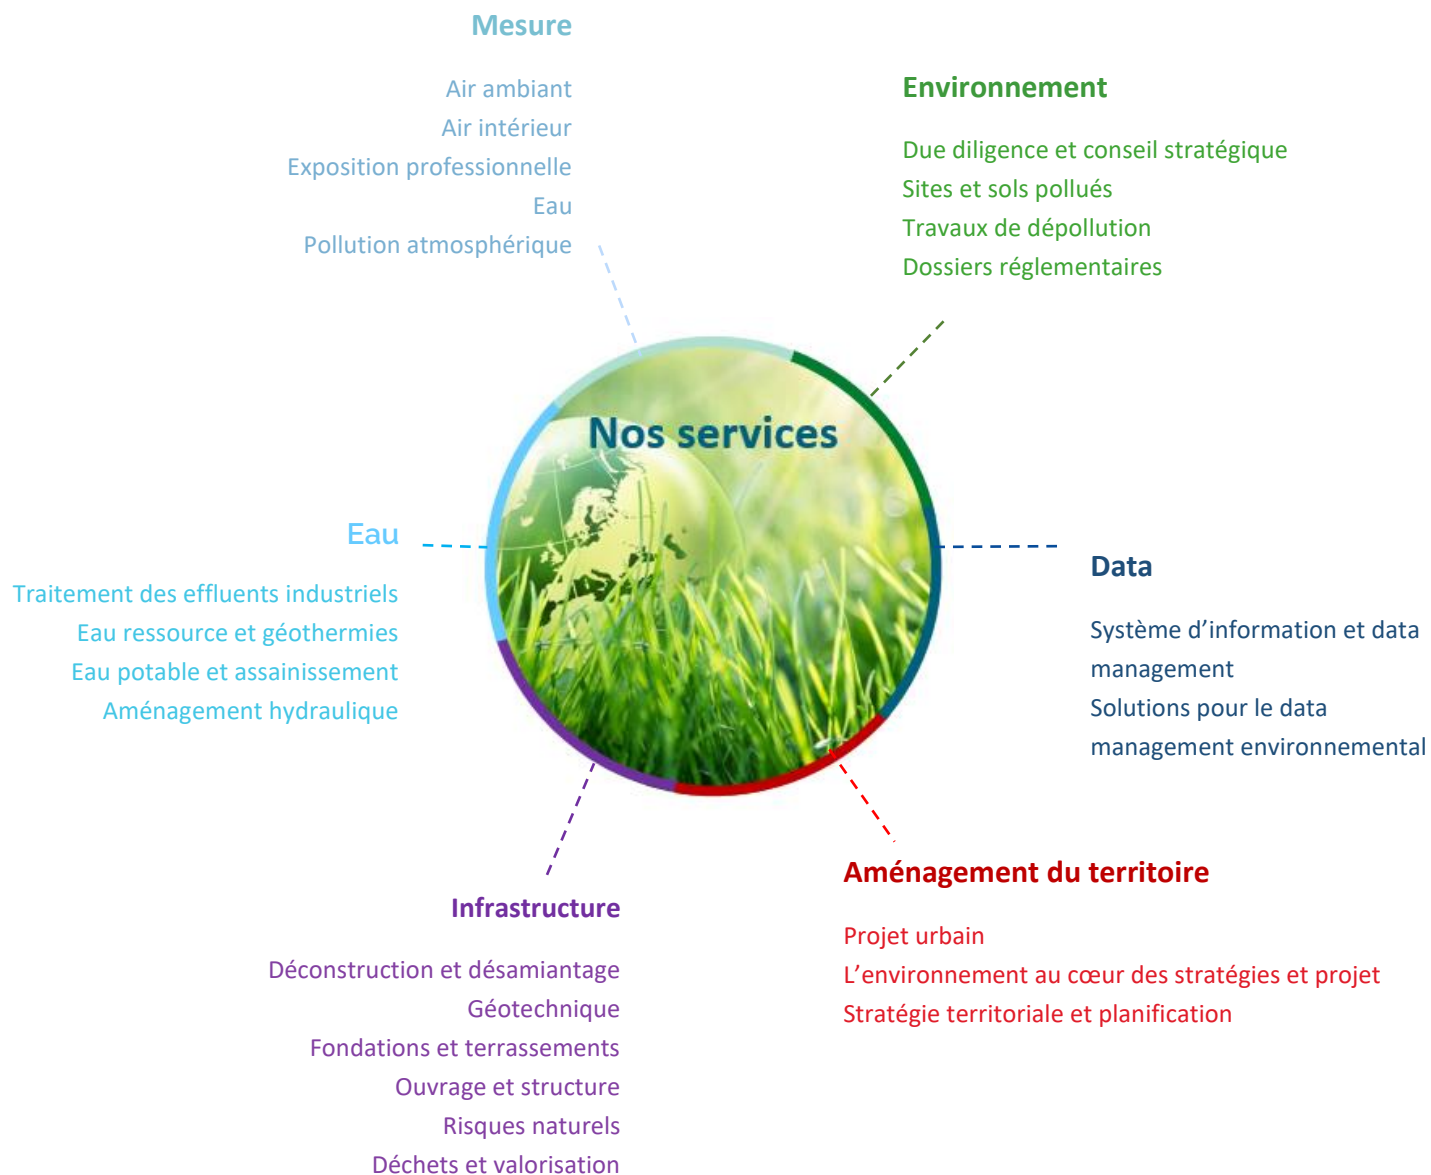 Mesure
Air ambiant
Air intérieur
Exposition professionnelle
Eau
Pollution atmosphérique
Environnement
Due diligence et conseil stratégique
Sites et sols pollués
Travaux de dépollution
Dossiers réglementaires
Nos services
Eau
Traitement des effluents industriels
Eau ressource et géothermies
Eau potable et assainissement
Aménagement hydraulique
Data
Système d’information et data
management
Solutions pour le data
management environnemental
Infrastructure
Déconstruction et désamiantage
Géotechnique
Fondations et terrassements
Ouvrage et structure
Risques naturels
Déchets et valorisation
Aménagement du territoire
Projet urbain
L’environnement au cœur des stratégies et projet
Stratégie territoriale et planification